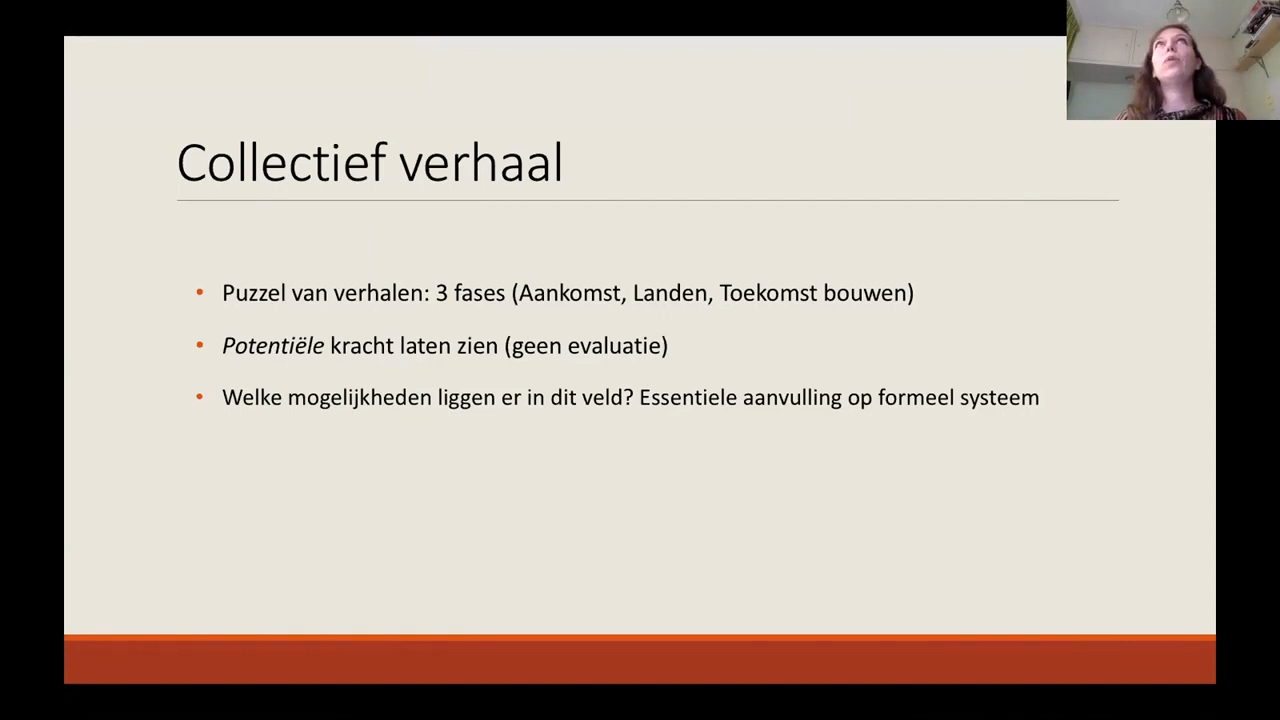 Collectief verhaal
• Puzzel van verhalen: 3 fases (Aankomst, Landen, Toekomst bouwen)
• Potentiële kracht laten zien (geen evaluatie)
• Welke mogelijkheden liggen er in dit veld? Essentiele aanvulling op formeel systeem